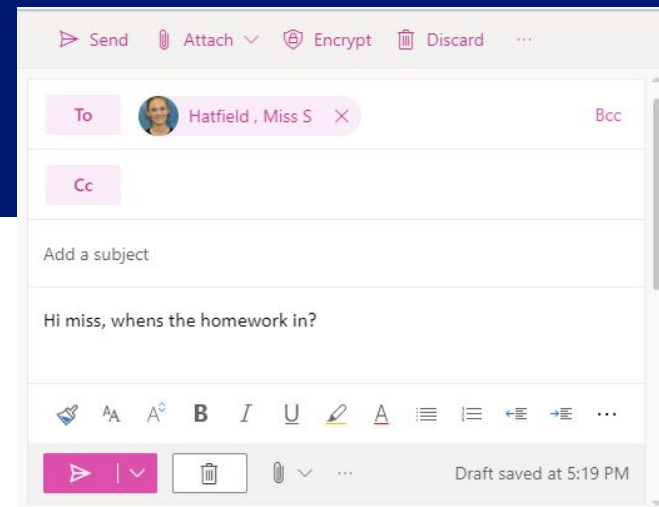 Send Attach Encrypt Discard ...
To Hatfield , Miss S Bcc
Cc
Add a subject
Hi miss, whens the homework in?
AA A B I U A ...
... Draft saved at 5:19 PM